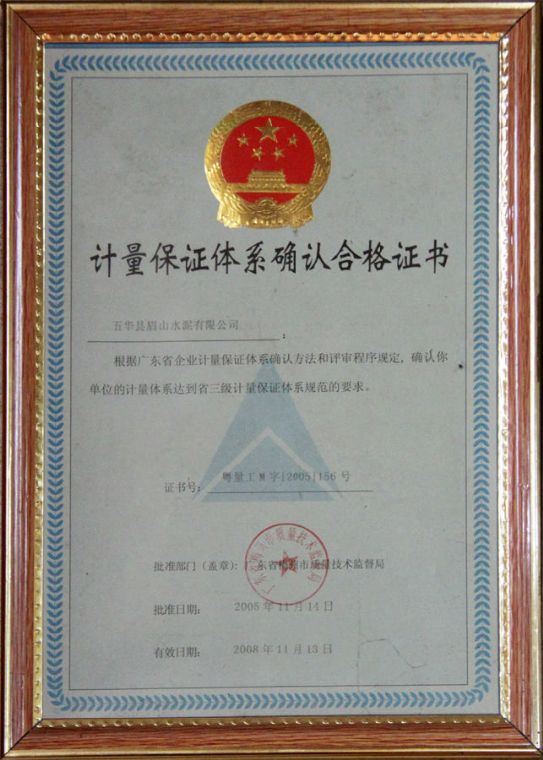 计量保证体系确认合格证书
五华县眉山水泥有限公司:
根据广东省企业计量保证体系确认方法和评审程序规定，确认你
单位的计量体系达到省三级计量保证体系规范的要求。
证书号： 粤量工M字[2005]156号
批准部门（盖章）：广东省 市质量技术监督局
批准日期： 2005年11月14日
有效日期： 2008年11月13日